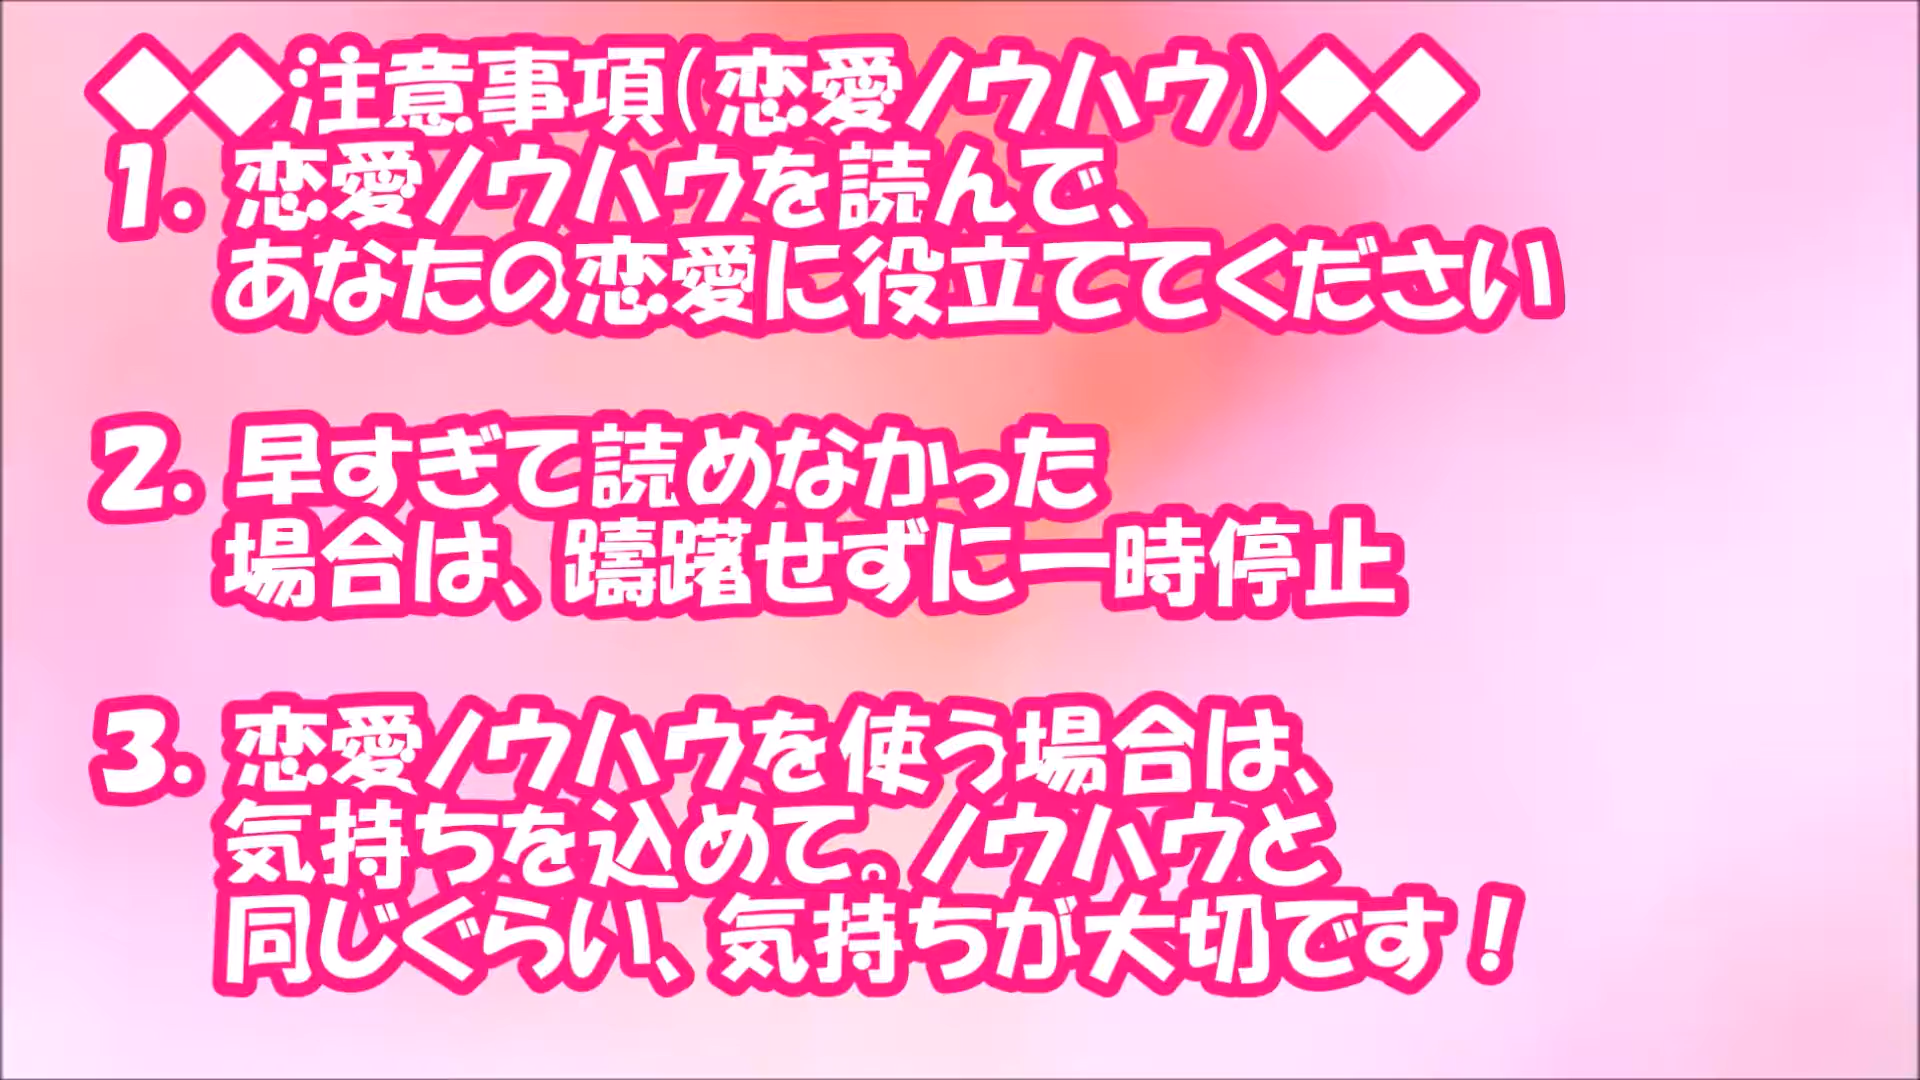 ◆◆注意事項(恋愛ノウハウ)◆◆
1. 恋愛ノウハウを読んで、
あなたの恋愛に役立ててください
2. 早すぎて読めなかった
場合は、躊躇せずに一時停止
3. 恋愛ノウハウを使う場合は、
気持ちを込めて。ノウハウと
同じぐらい、気持ちが大切です!